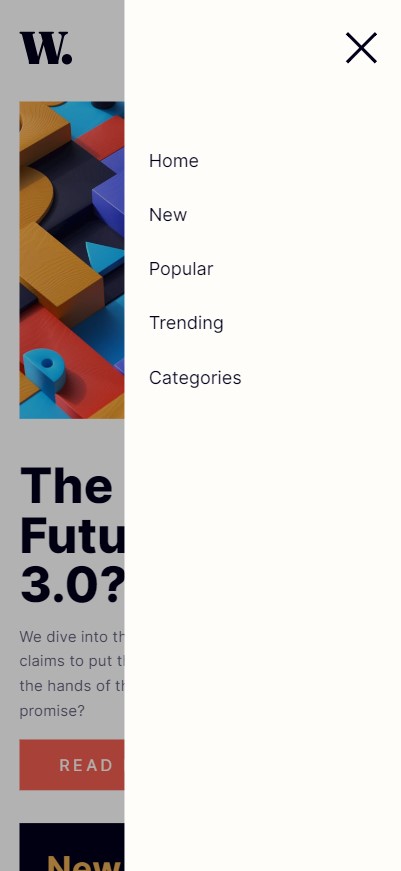 W.
Home
New
Popular
Trending
Categories
The
Futu
3.0?
We dive into th
claims to put t
the hands of th
promise?
READ
New